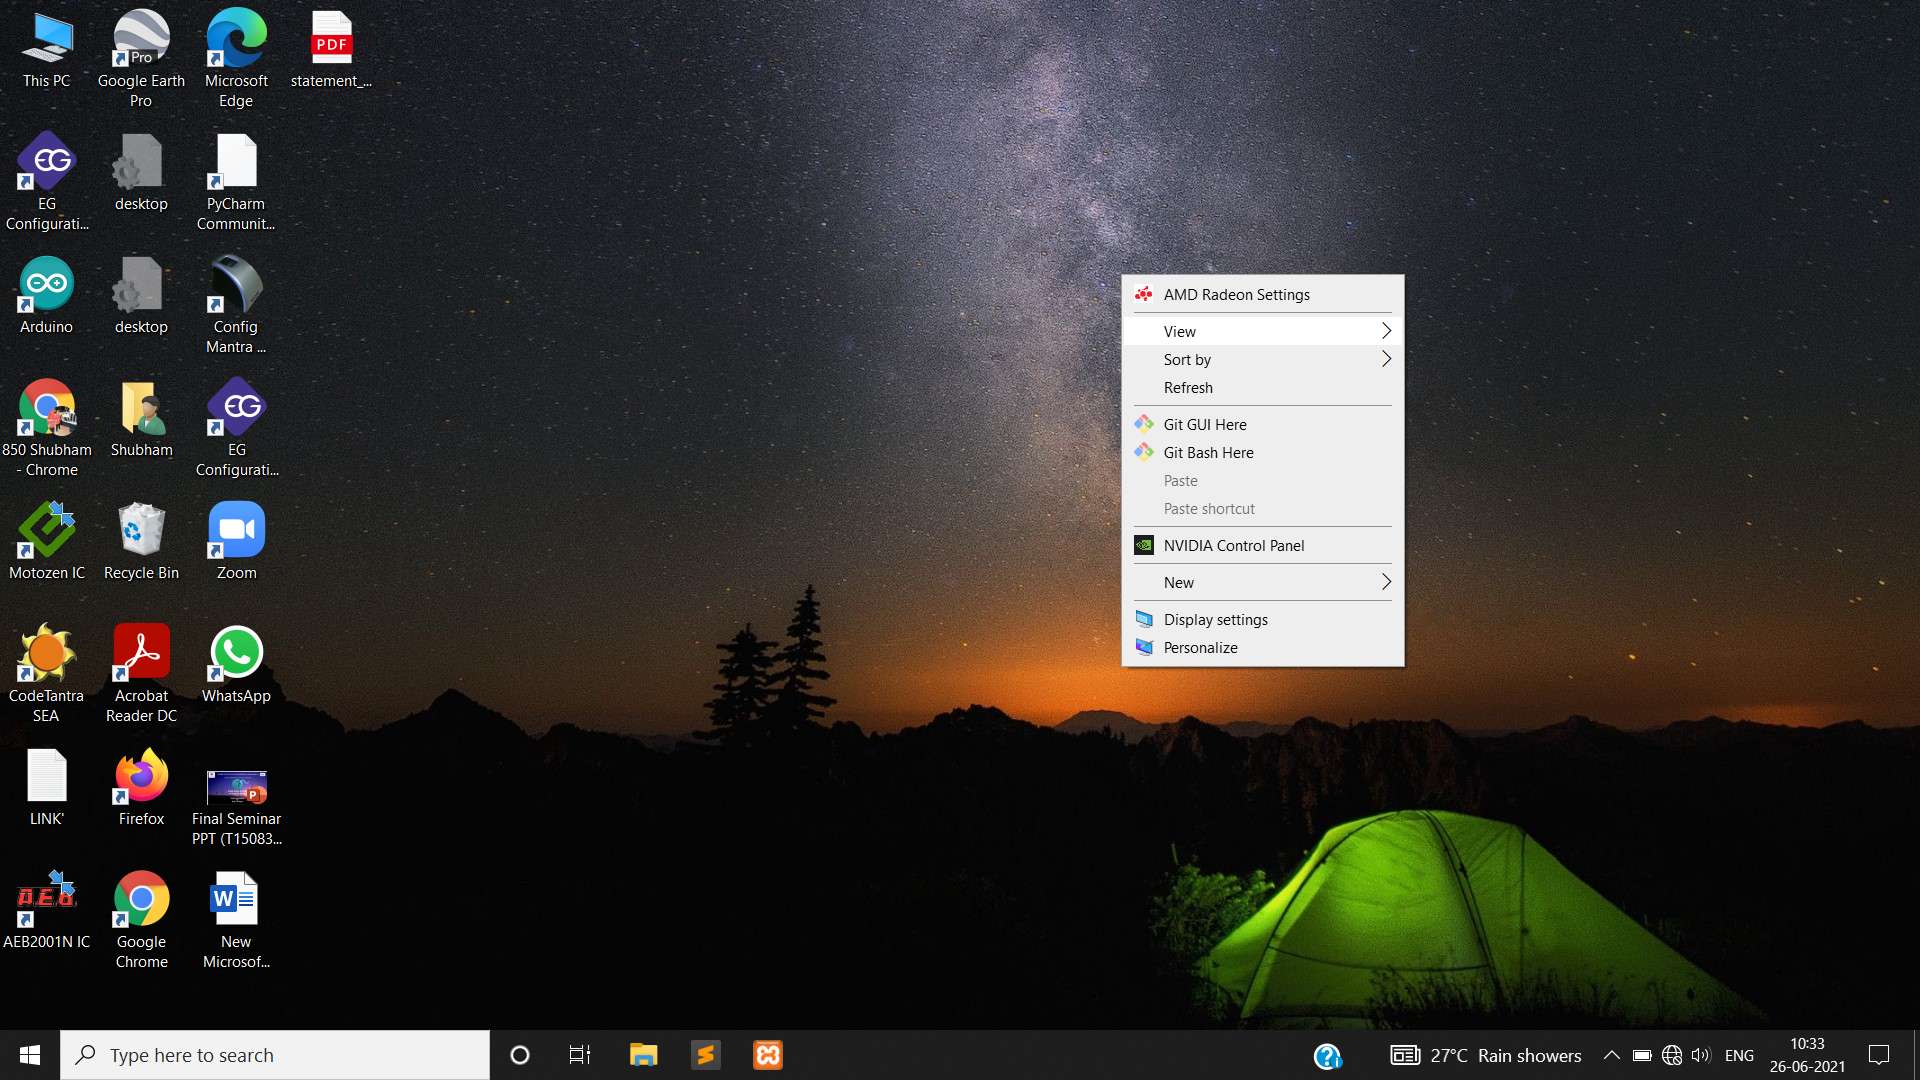 This PC
Google Earth
Pro
Microsoft
Edge
PDF
statement_...
EG
Configurati...
desktop
PyCharm
Communit...
Arduino
desktop
Config
Mantra ...
850 Shubham
- Chrome
Shubham
EG
Configurati...
Motozen IC
Recycle Bin
Zoom
CodeTantra
SEA
Acrobat
Reader DC
WhatsApp
LINK'
Firefox
Final Seminar
PPT (T15083...
AEB2001N IC
Google
Chrome
New
Microsof...
AMD Radeon Settings
View
Sort by
Refresh
Git GUI Here
Git Bash Here
Paste
Paste shortcut
NVIDIA Control Panel
New
Display settings
Personalize
Type here to search
27°C Rain showers
ENG
10:33
26-06-2021